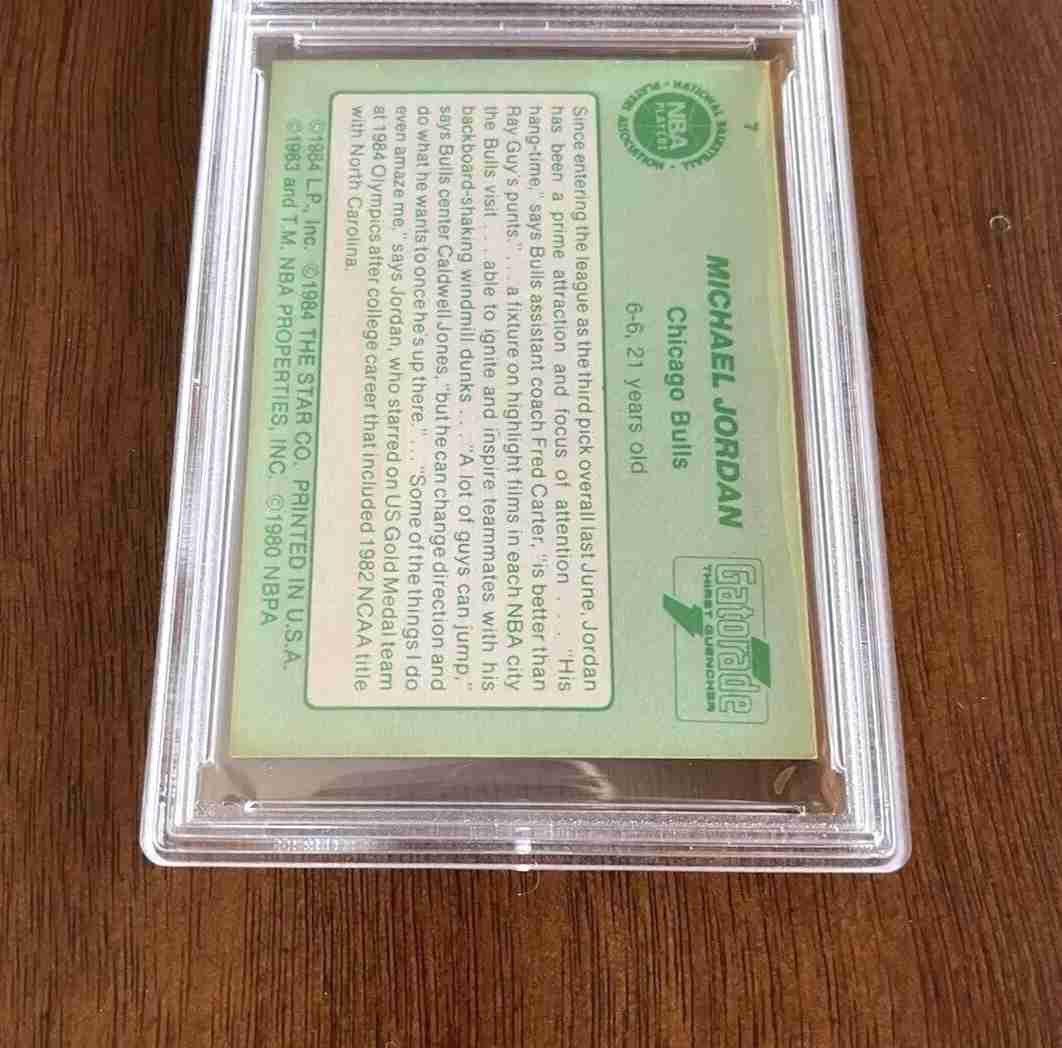 7
NATIONAL BASKETBALL
PLAYERS ASSOCIATION
NBA
PLAYER
MICHAEL JORDAN
Chicago Bulls
6-6, 21 years old
Gatorade
THIRST QUENCHER
Since entering the league as the third pick overall last June, Jordan
has been a prime attraction and focus of attention . . . "His
hang-time," says Bulls assistant coach Fred Carter, "is better than
Ray Guy's punts." . . . a fixture on highlight films in each NBA city
the Bulls visit . . . able to ignite and inspire teammates with his
backboard-shaking windmill dunks . . . "A lot of guys can jump,"
says Bulls center Caldwell Jones, "but he can change direction and
do what he wants to once he's up there." . . . "Some of the things I do
even amaze me," says Jordan, who starred on US Gold Medal team
at 1984 Olympics after college career that included 1982 NCAA title
with North Carolina.
©1984 L.P., Inc. ©1984 THE STAR CO. PRINTED IN U.S.A.
©1983 and T.M. NBA PROPERTIES, INC. ©1980 NBPA